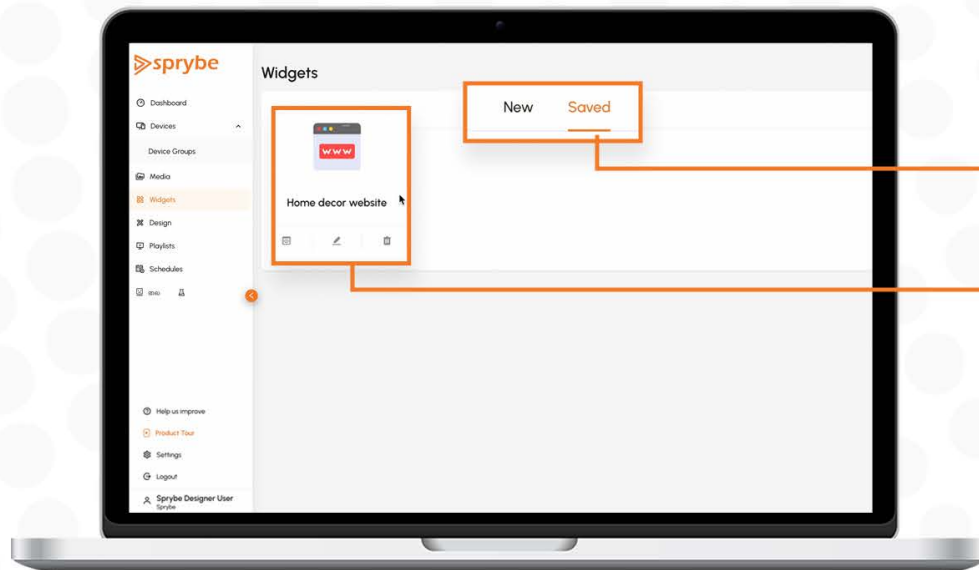 sprybe
Dashboard
Devices
Device Groups
Media
Widgets
Design
Playlists
Schedules
Help us improve
Product Tour
Settings
Logout
Sprybe Designer User
Sprybe
Widgets
New Saved
www
Home decor website